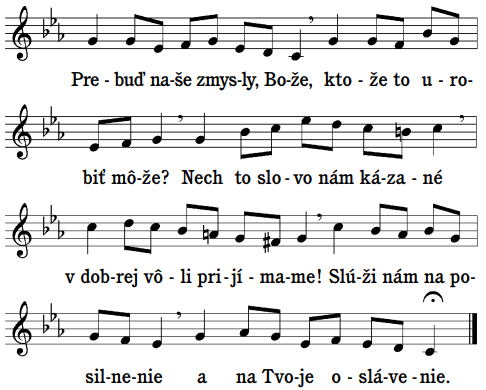 Pre - buď na - še zmys - ly, Bo - že, kto - že to u - ro-
biť mô - že? Nech to slo - vo nám ká - za - né
v dob - rej vô - li pri - jí - ma - me! Slú - ži nám na po-
sil - ne - nie a na Tvo - je o - slá - ve - nie.